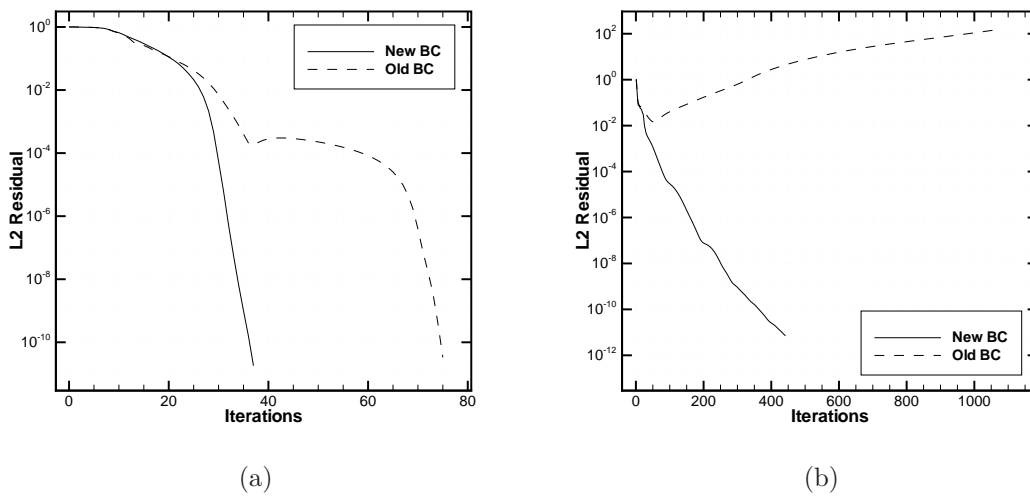 L2 Residual
10^0
10^-2
10^-4
10^-6
10^-8
10^-10
New BC
Old BC
0 20 40 60 80
Iterations
(a)
L2 Residual
10^2
10^0
10^-2
10^-4
10^-6
10^-8
10^-10
10^-12
New BC
Old BC
0 200 400 600 800 1000
Iterations
(b)